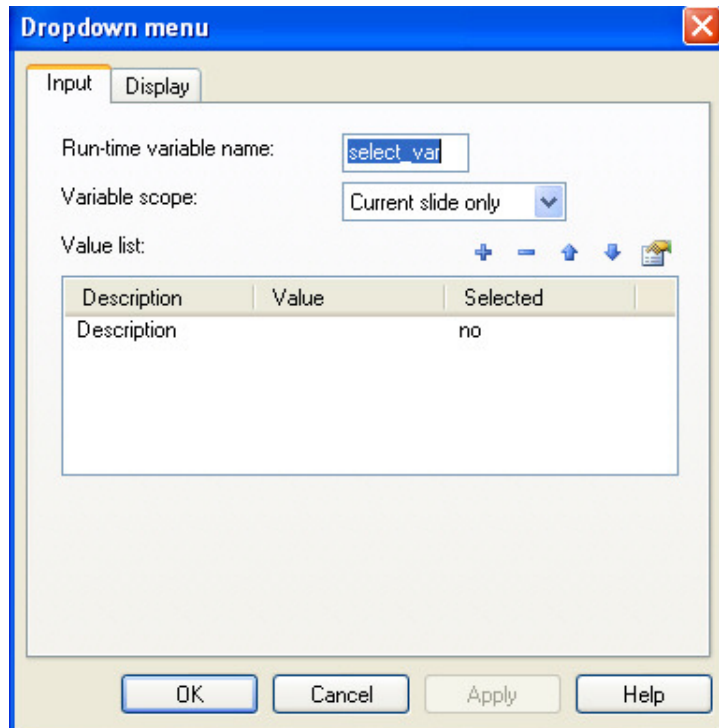 Dropdown menu
Input Display
Run-time variable name: select_var
Variable scope: Current slide only
Value list:
Description Value Selected
Description no
OK Cancel Apply Help